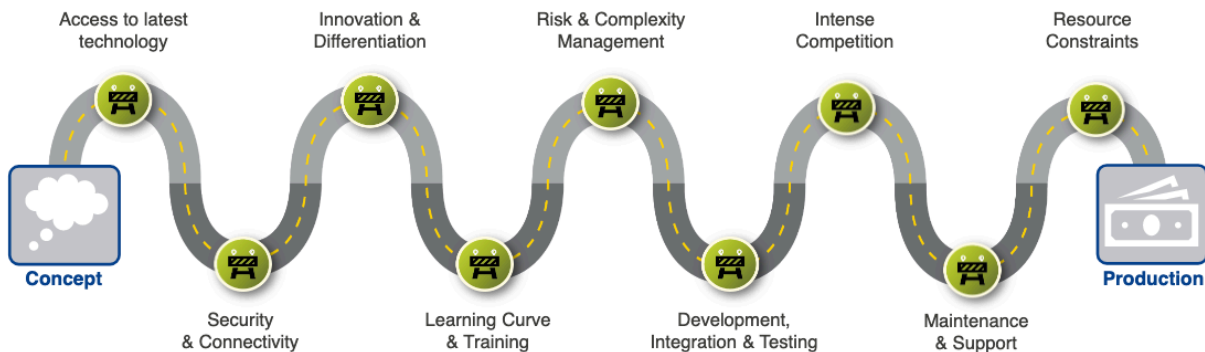 Access to latest
technology
Innovation &
Differentiation
Risk & Complexity
Management
Intense
Competition
Resource
Constraints
Concept
Production
Security
& Connectivity
Learning Curve
& Training
Development,
Integration & Testing
Maintenance
& Support